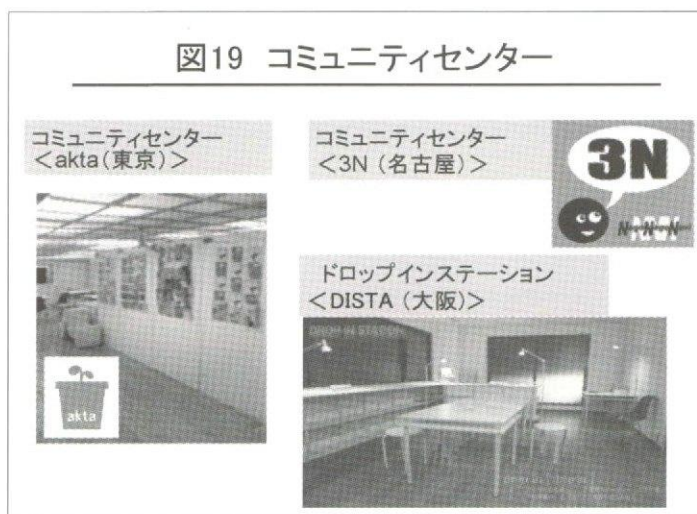 図19 コミュニティセンター
コミュニティセンター
<akta(東京)>
akta
コミュニティセンター
<3N (名古屋)>
3N
ドロップインステーション
<DISTA (大阪)>
DROP IN STATION